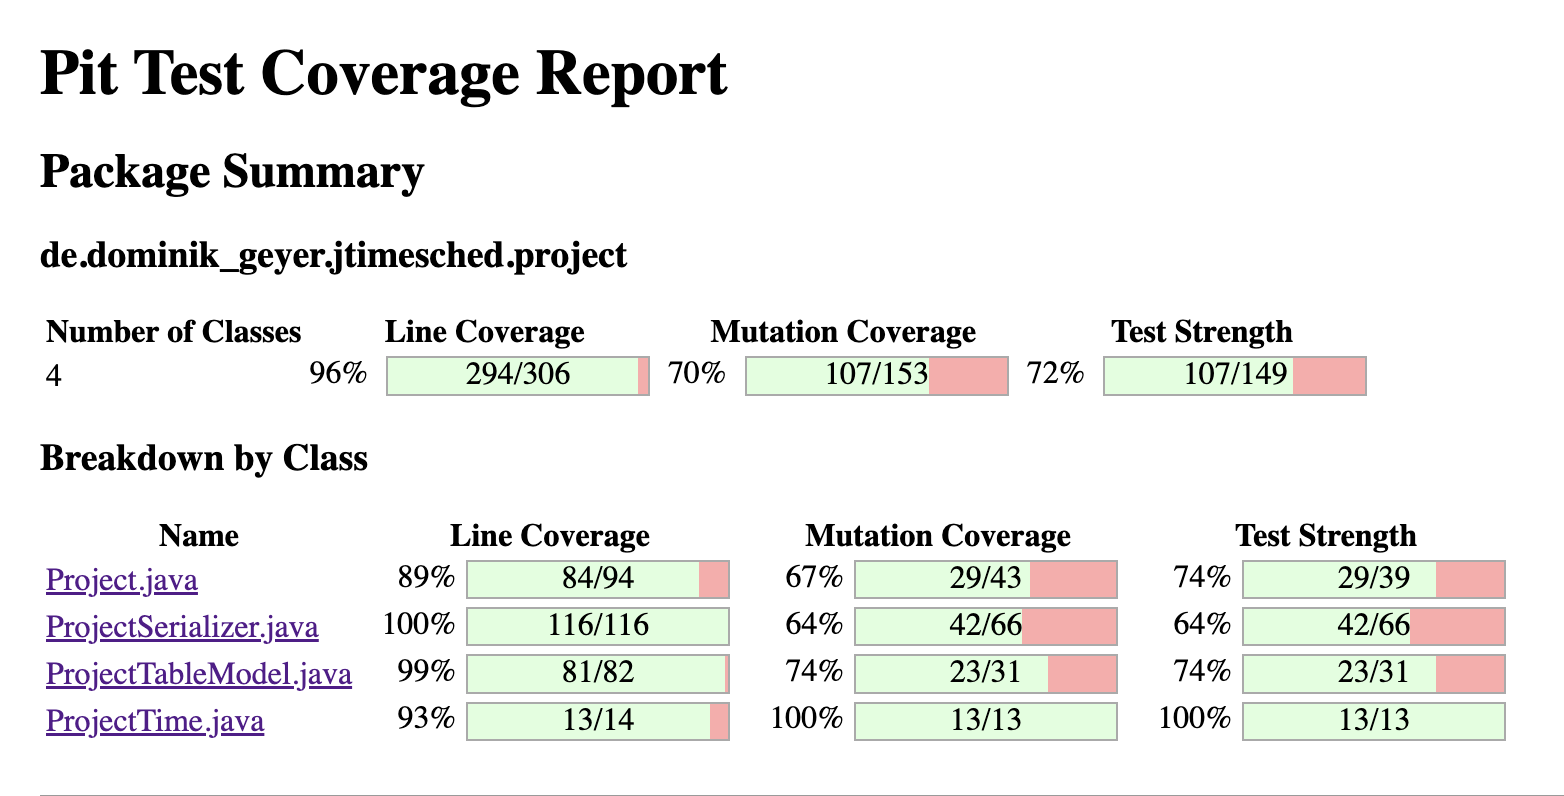 Pit Test Coverage Report
Package Summary
de.dominik_geyer.jtimesched.project
Number of Classes Line Coverage Mutation Coverage Test Strength
4 96% 294/306 70% 107/153 72% 107/149
Breakdown by Class
Name Line Coverage Mutation Coverage Test Strength
Project.java 89% 84/94 67% 29/43 74% 29/39
ProjectSerializer.java 100% 116/116 64% 42/66 64% 42/66
ProjectTableModel.java 99% 81/82 74% 23/31 74% 23/31
ProjectTime.java 93% 13/14 100% 13/13 100% 13/13